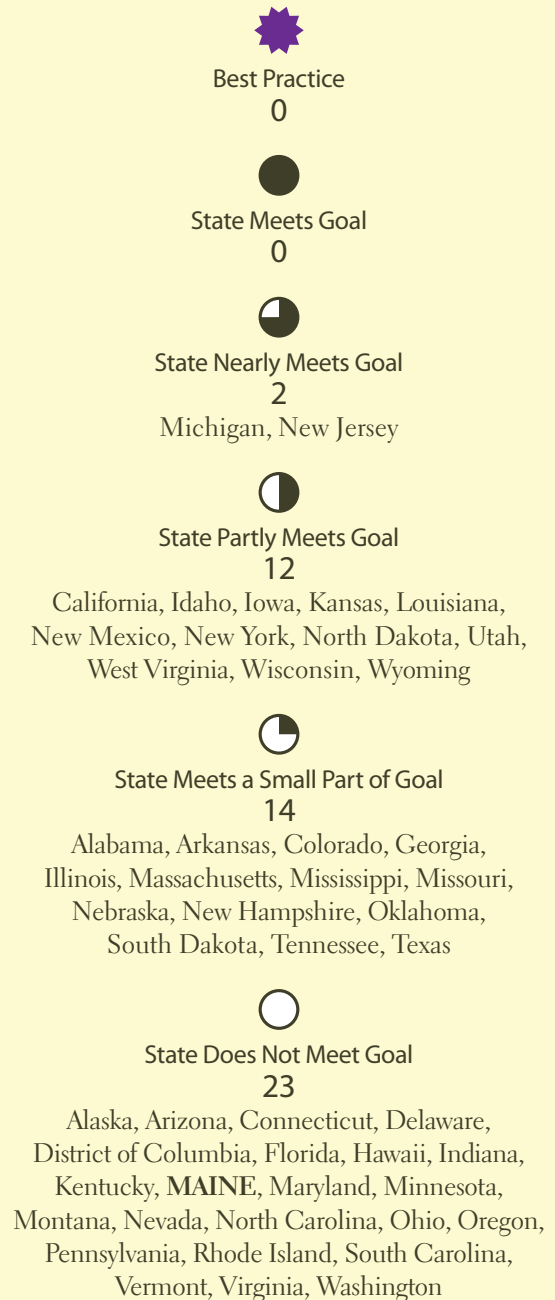 Best Practice
0
State Meets Goal
0
State Nearly Meets Goal
2
Michigan, New Jersey
State Partly Meets Goal
12
California, Idaho, Iowa, Kansas, Louisiana,
New Mexico, New York, North Dakota, Utah,
West Virginia, Wisconsin, Wyoming
State Meets a Small Part of Goal
14
Alabama, Arkansas, Colorado, Georgia,
Illinois, Massachusetts, Mississippi, Missouri,
Nebraska, New Hampshire, Oklahoma,
South Dakota, Tennessee, Texas
State Does Not Meet Goal
23
Alaska, Arizona, Connecticut, Delaware,
District of Columbia, Florida, Hawaii, Indiana,
Kentucky, MAINE, Maryland, Minnesota,
Montana, Nevada, North Carolina, Ohio, Oregon,
Pennsylvania, Rhode Island, South Carolina,
Vermont, Virginia, Washington